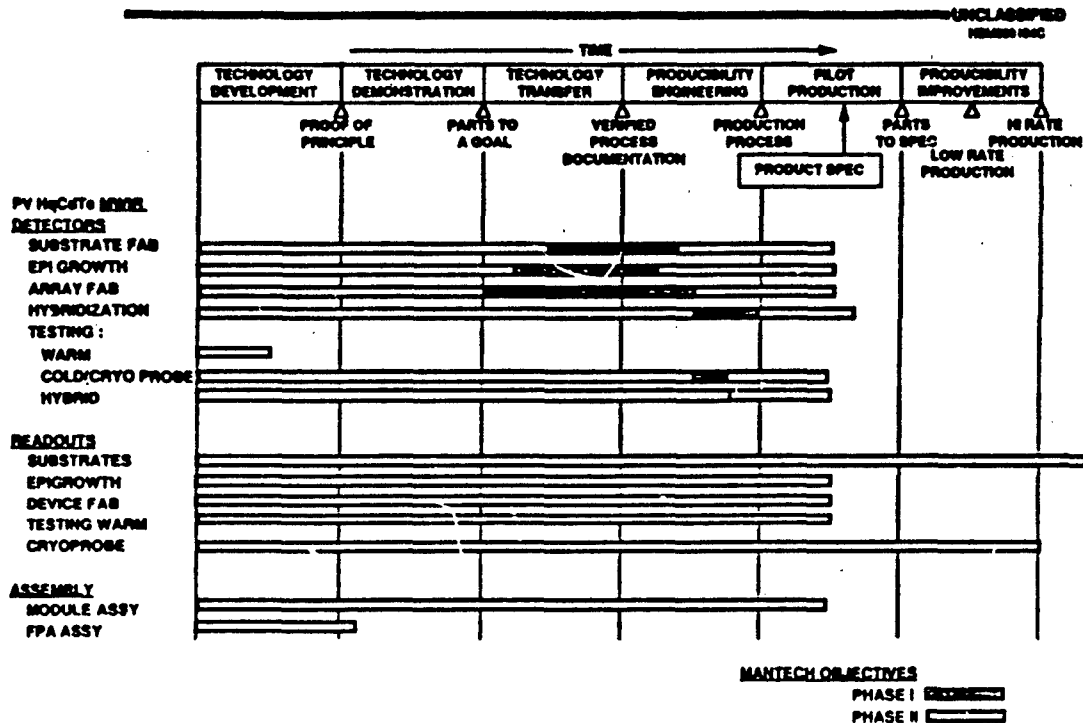 UNCLASSIFIED
TIME
TECHNOLOGY DEVELOPMENT
TECHNOLOGY DEMONSTRATION
TECHNOLOGY TRANSFER
PRODUCIBILITY ENGINEERING
PILOT PRODUCTION
PRODUCIBILITY IMPROVEMENTS
PROOF OF PRINCIPLE
PARTS TO A GOAL
VERIFIED PROCESS DOCUMENTATION
PRODUCTION PROCESS
PRODUCT SPEC
PARTS TO SPEC
LOW RATE PRODUCTION
HI RATE PRODUCTION
PV HgCdTe MWIR
DETECTORS
SUBSTRATE FAB
EPI GROWTH
ARRAY FAB
HYBRIDIZATION
TESTING :
WARM
COLD/CRYO PROBE
HYBRID
READOUTS
SUBSTRATES
EPIGROWTH
DEVICE FAB
TESTING WARM
CRYOPROBE
ASSEMBLY
MODULE ASSY
FPA ASSY
MANTECH OBJECTIVES
PHASE I
PHASE II